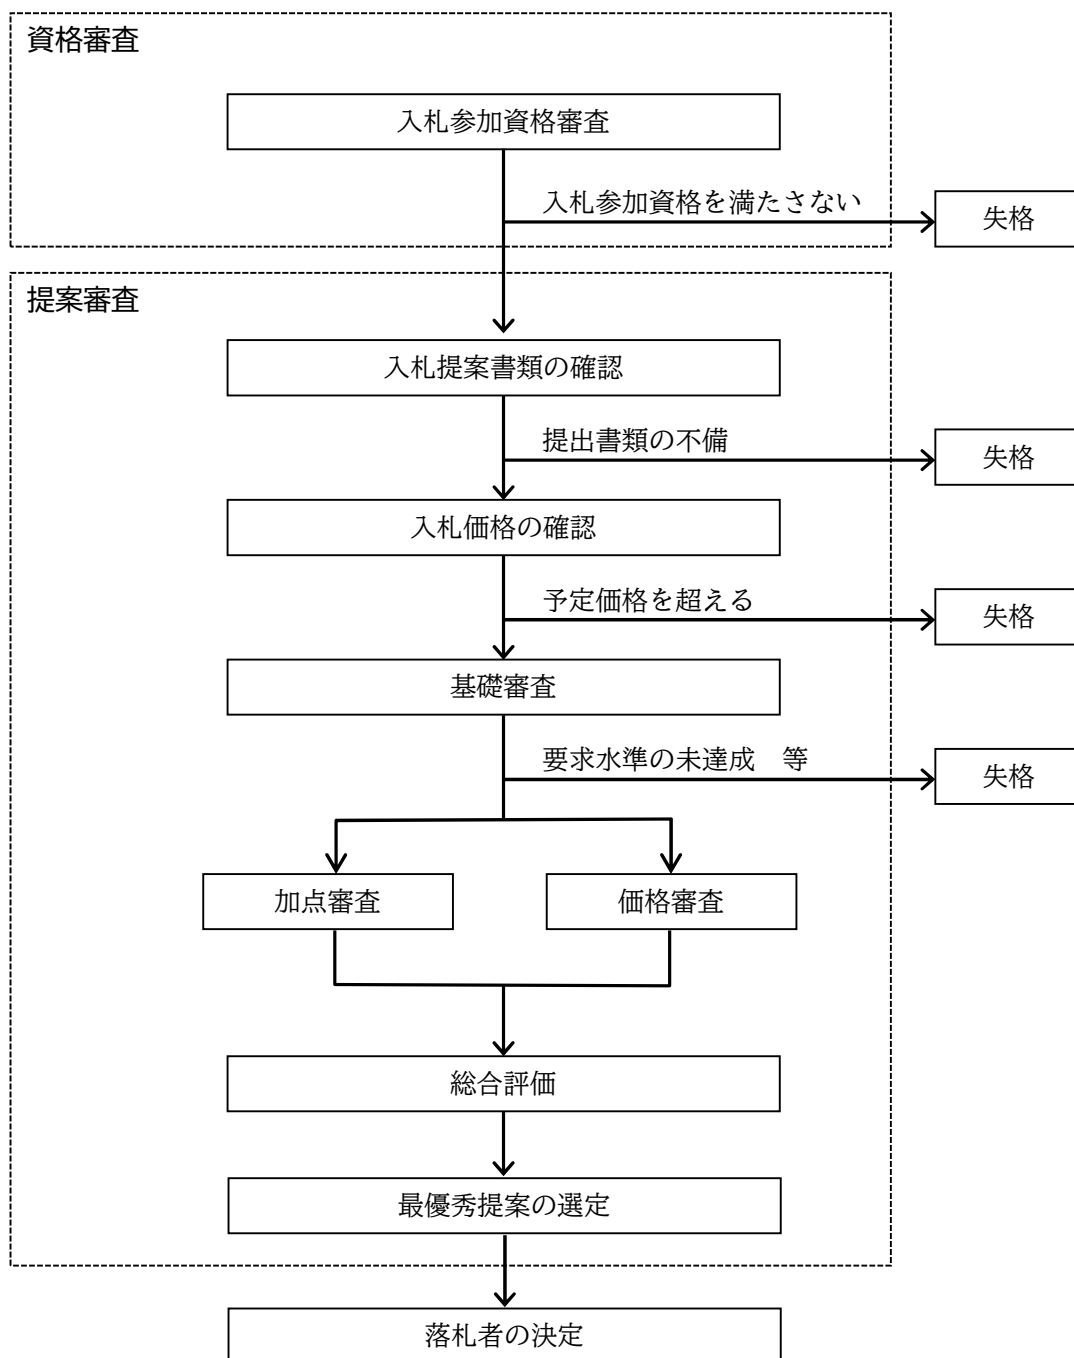 資格審査
入札参加資格審査
入札参加資格を満たさない
失格
提案審査
入札提案書類の確認
提出書類の不備
失格
入札価格の確認
予定価格を超える
失格
基礎審査
要求水準の未達成　等
失格
加点審査
価格審査
総合評価
最優秀提案の選定
落札者の決定